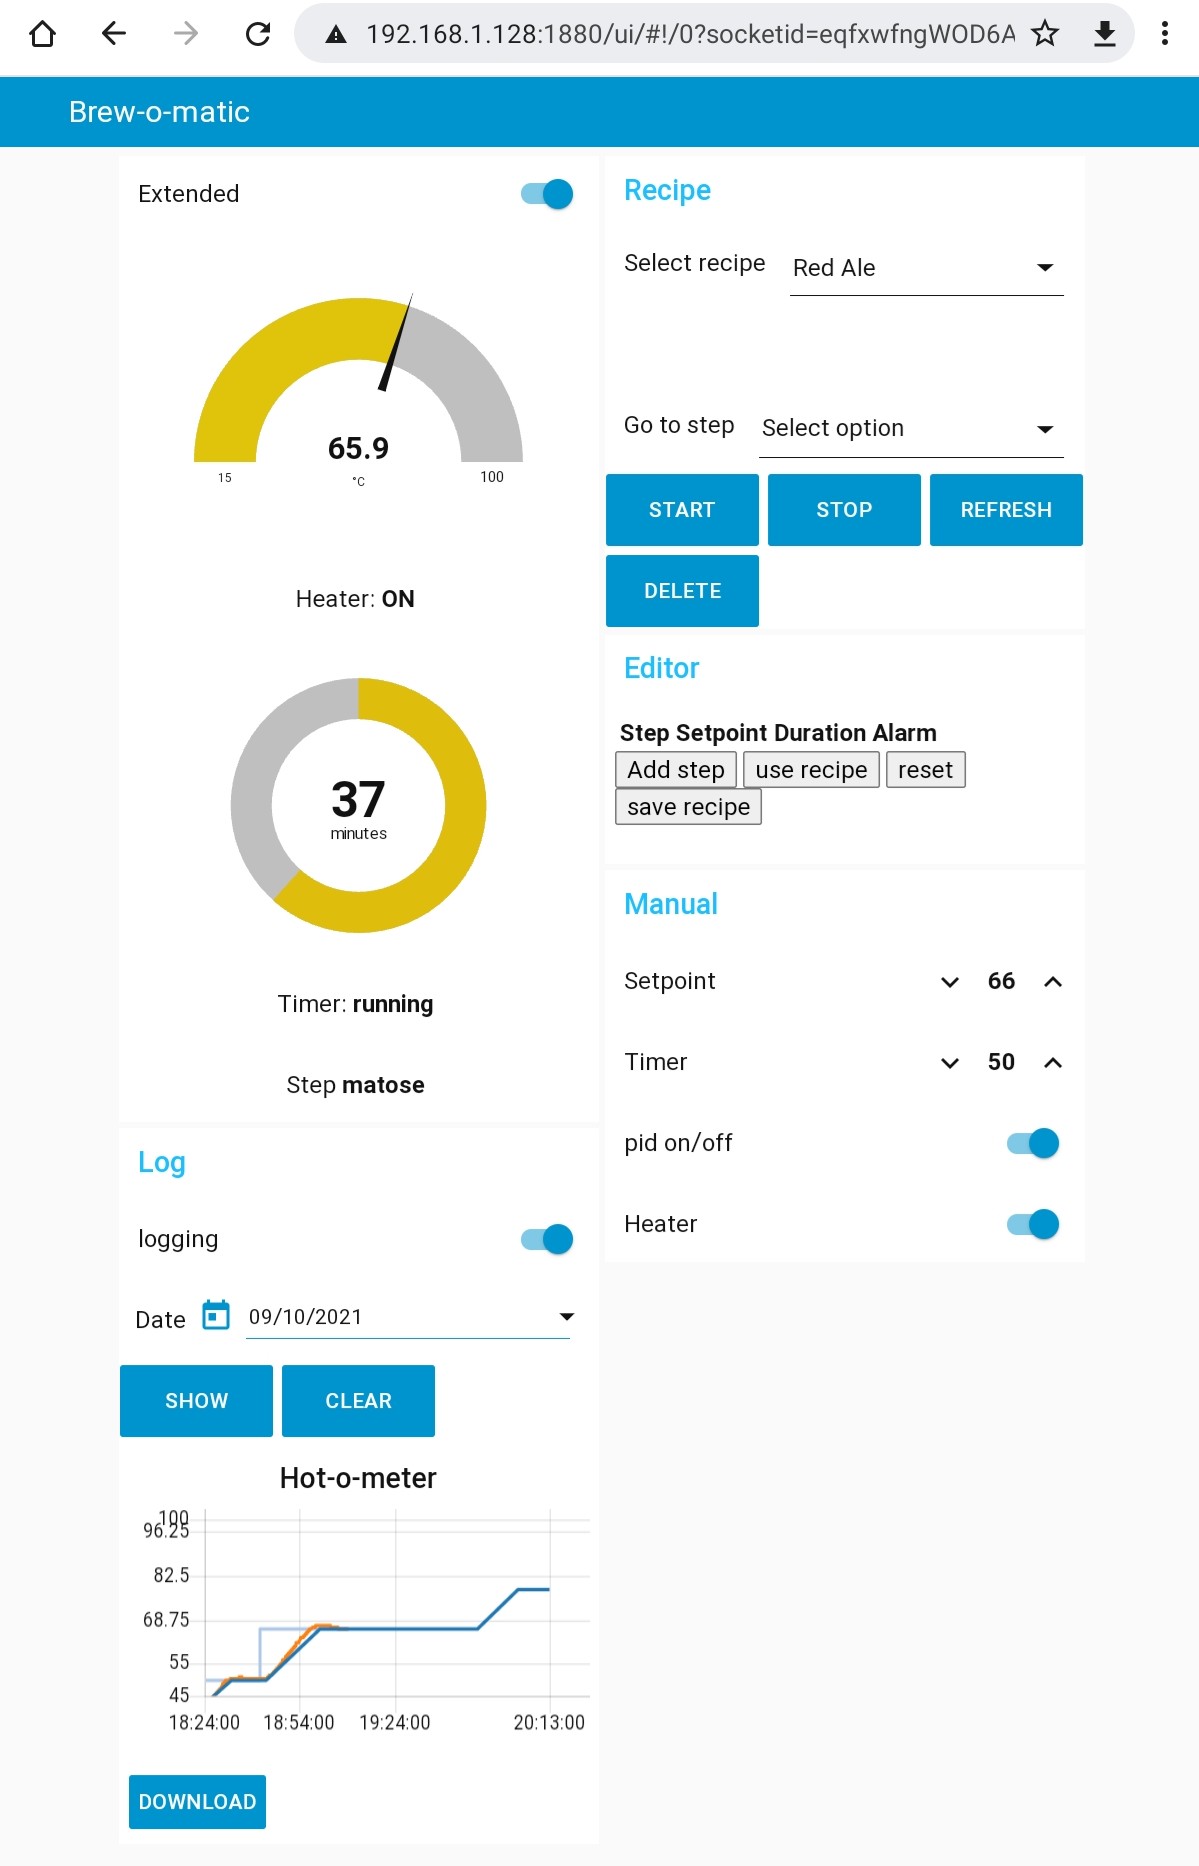 192.168.1.128:1880/ui/#!/0?socketid=eqfxwfngWOD6A
Brew-o-matic
Extended
65.9
15
°C
100
Heater: ON
37
minutes
Timer: running
Step matose
Log
logging
Date 09/10/2021
SHOW CLEAR
Hot-o-meter
100
96.25
82.5
68.75
55
45
18:24:00 18:54:00 19:24:00 20:13:00
DOWNLOAD
Recipe
Select recipe Red Ale
Go to step Select option
START STOP REFRESH
DELETE
Editor
Step Setpoint Duration Alarm
Add step use recipe reset
save recipe
Manual
Setpoint 66
Timer 50
pid on/off
Heater